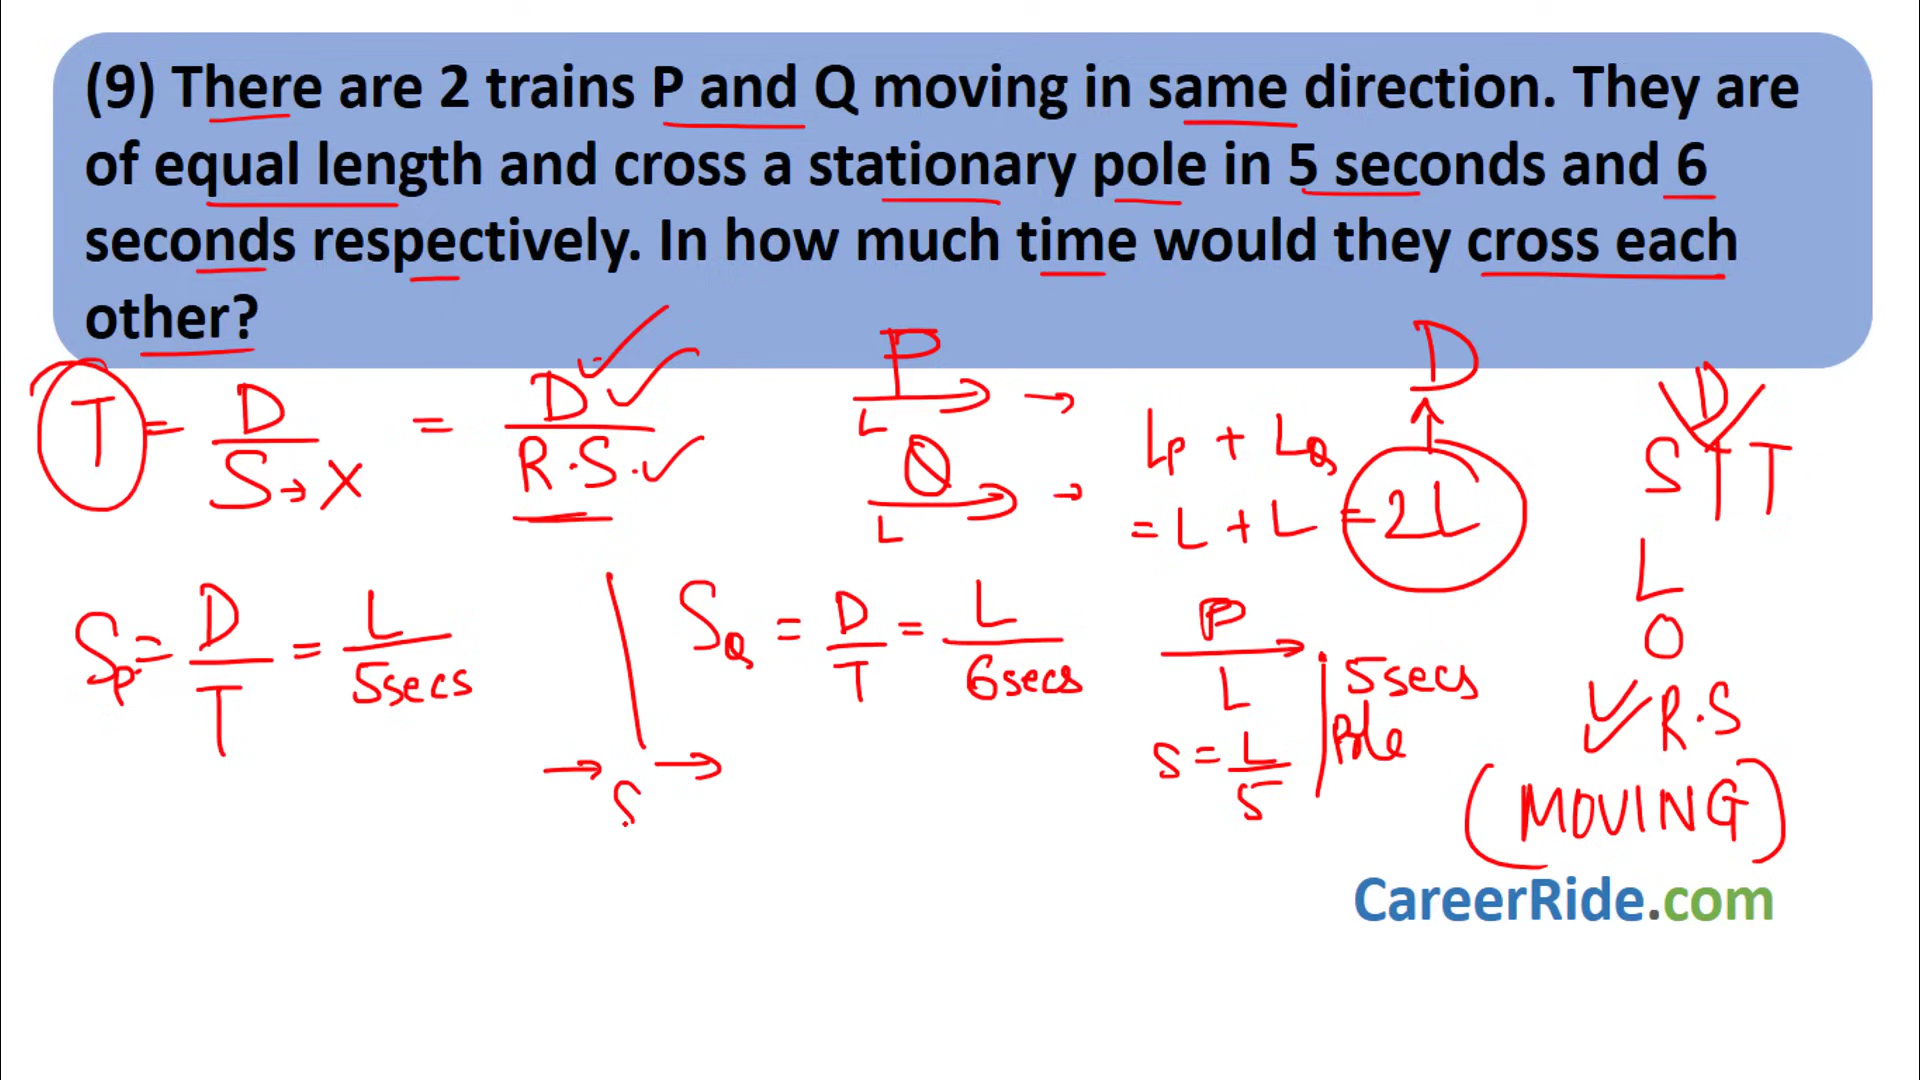 (9) There are 2 trains P and Q moving in same direction. They are
of equal length and cross a stationary pole in 5 seconds and 6
seconds respectively. In how much time would they cross each
other?
T = D/S → X = D/R.S.
P
L
Q
L
LP + LQ
= L + L = 2L
D
D
S T T
L
O
R.S
(MOVING)
SP = D/T = L/5secs
SQ = D/T = L/6secs
P
L
5secs
Pole
S = L/5
→ S →
CareerRide.com